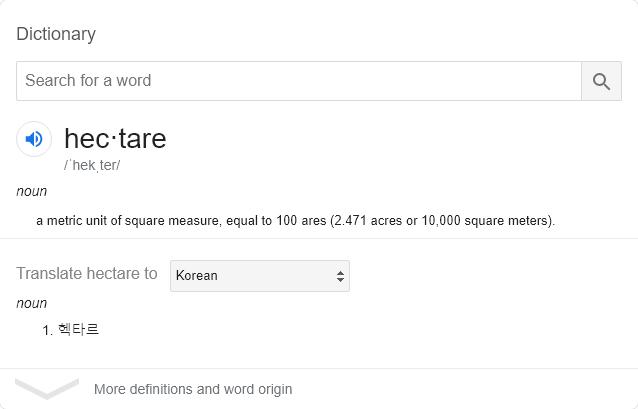 Dictionary
Search for a word
hec·tare
/ˈhekˌter/
noun
a metric unit of square measure, equal to 100 ares (2.471 acres or 10,000 square meters).
Translate hectare to Korean
noun
1. 헥타르
More definitions and word origin